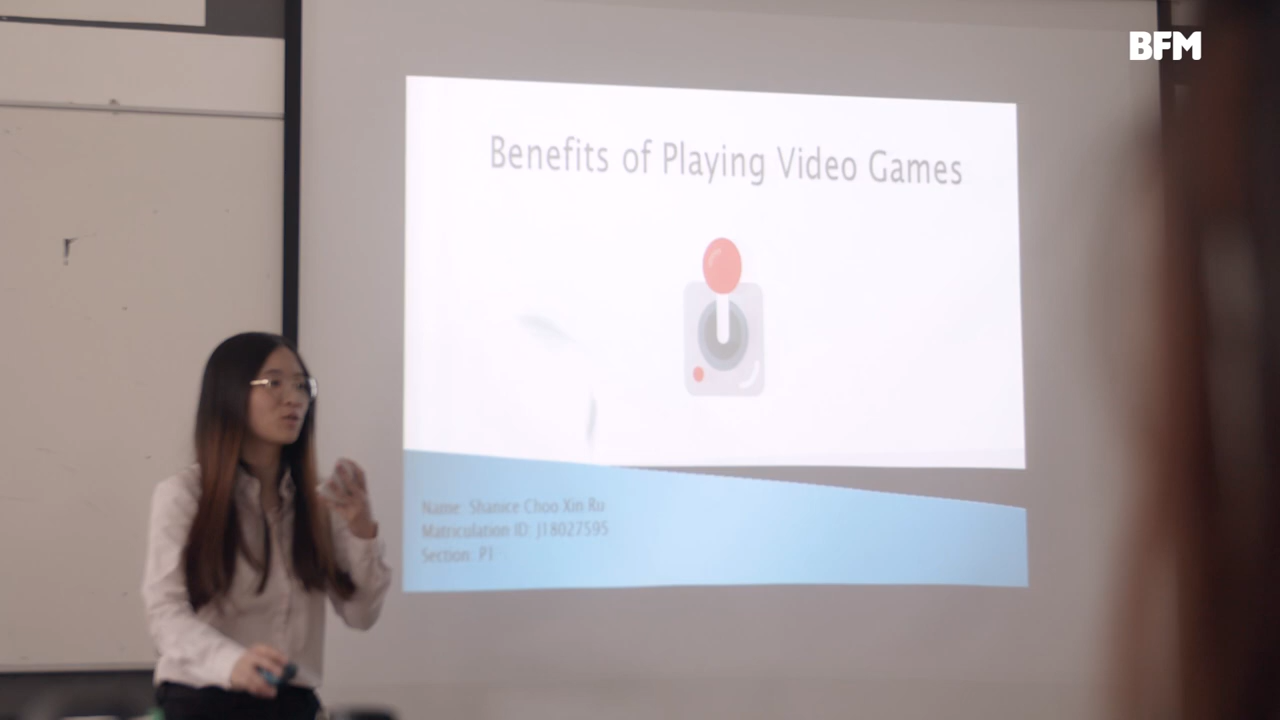 BFM
Benefits of Playing Video Games
Name: Shanice Choo Xin Ru
Matriculation ID: J18027595
Section: P1